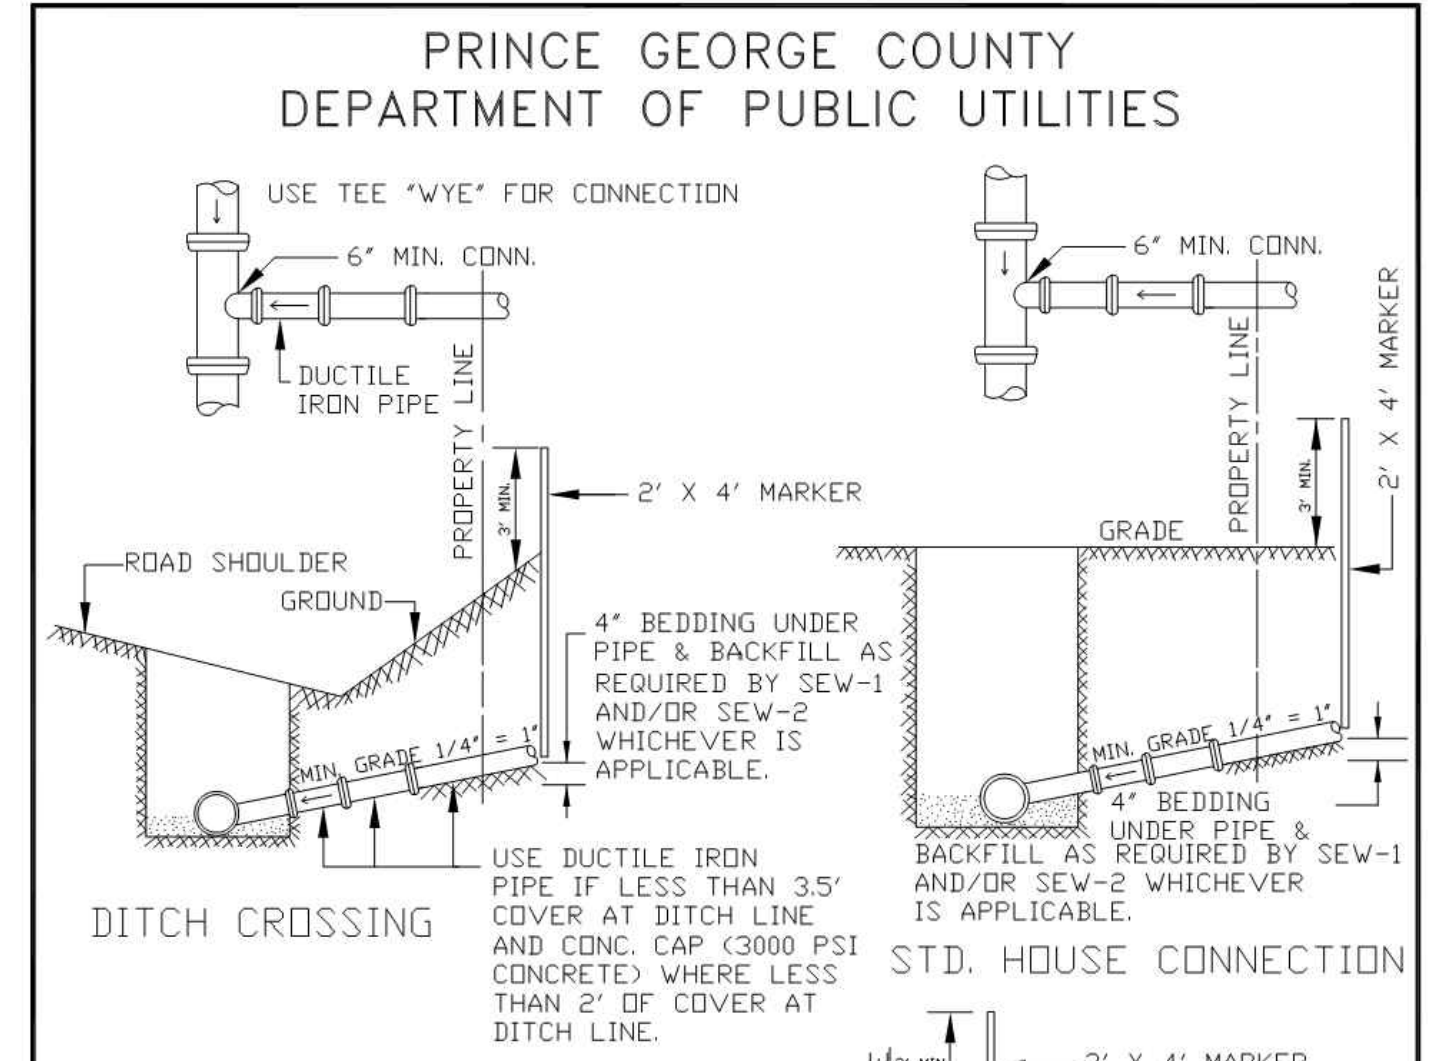 PRINCE GEORGE COUNTY
DEPARTMENT OF PUBLIC UTILITIES
USE TEE "WYE" FOR CONNECTION
6" MIN. CONN.
DUCTILE
IRON PIPE
PROPERTY LINE
3' MIN.
2' X 4' MARKER
ROAD SHOULDER
GROUND
4" BEDDING UNDER
PIPE & BACKFILL AS
REQUIRED BY SEW-1
AND/OR SEW-2
WHICHEVER IS
APPLICABLE.
MIN. GRADE 1/4" = 1"
USE DUCTILE IRON
PIPE IF LESS THAN 3.5'
COVER AT DITCH LINE
AND CONC. CAP (3000 PSI
CONCRETE) WHERE LESS
THAN 2' OF COVER AT
DITCH LINE.
DITCH CROSSING
6" MIN. CONN.
PROPERTY LINE
3' MIN.
2' X 4' MARKER
GRADE
MIN. GRADE 1/4" = 1"
4" BEDDING
UNDER PIPE &
BACKFILL AS REQUIRED BY SEW-1
AND/OR SEW-2 WHICHEVER
IS APPLICABLE.
STD. HOUSE CONNECTION
2' X 4' MARKER